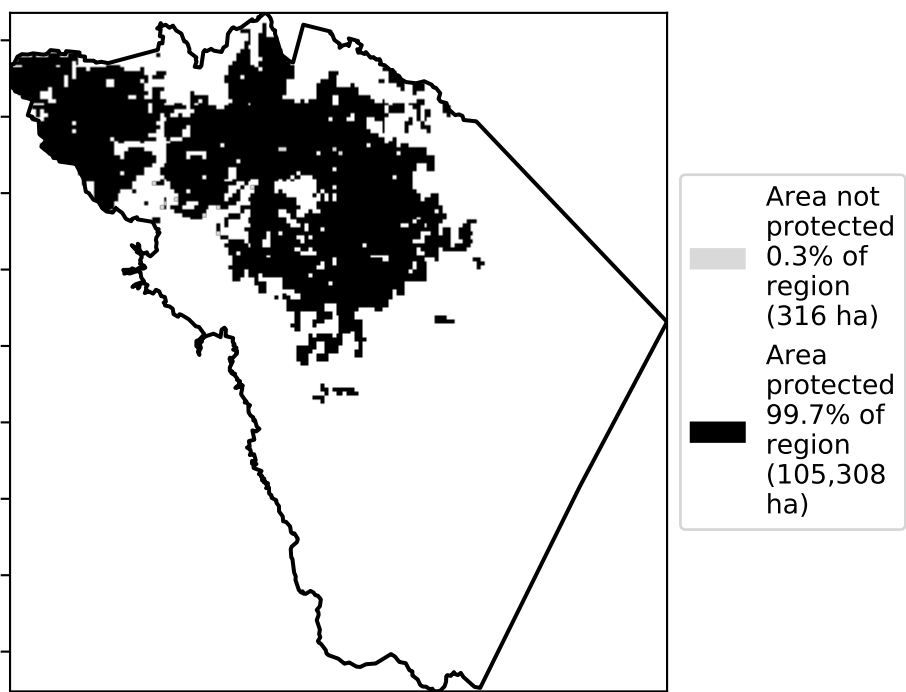 Area not
protected
0.3% of
region
(316 ha)
Area
protected
99.7% of
region
(105,308
ha)